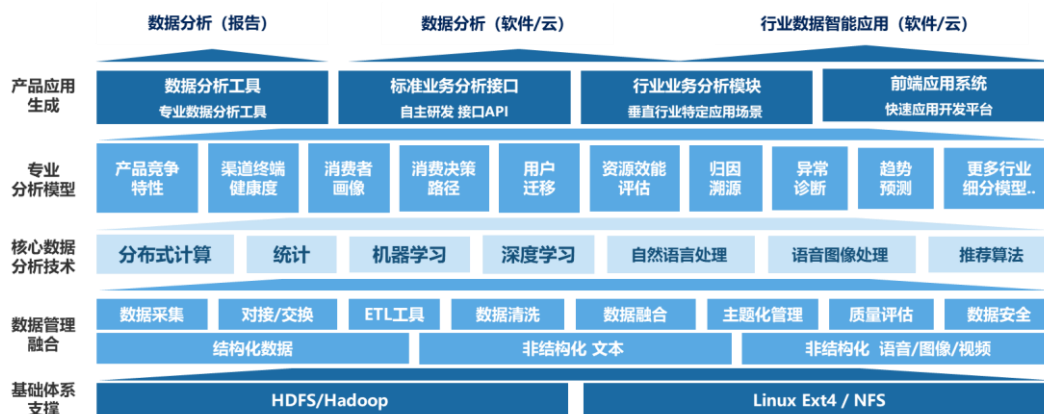 数据分析（报告）
数据分析（软件/云）
行业数据智能应用（软件/云）
产品应用
生成
数据分析工具
专业数据分析工具
标准业务分析接口
自主研发 接口API
行业业务分析模块
垂直行业特定应用场景
前端应用系统
快速应用开发平台
专业
分析模型
产品竞争
特性
渠道终端
健康度
消费者
画像
消费决策
路径
用户
迁移
资源效能
评估
归因
溯源
异常
诊断
趋势
预测
更多行业
细分模型..
核心数据
分析技术
分布式计算
统计
机器学习
深度学习
自然语言处理
语音图像处理
推荐算法
数据管理
融合
数据采集
对接/交换
ETL工具
数据清洗
数据融合
主题化管理
质量评估
数据安全
结构化数据
非结构化 文本
非结构化 语音/图像/视频
基础体系
支撑
HDFS/Hadoop
Linux Ext4 / NFS